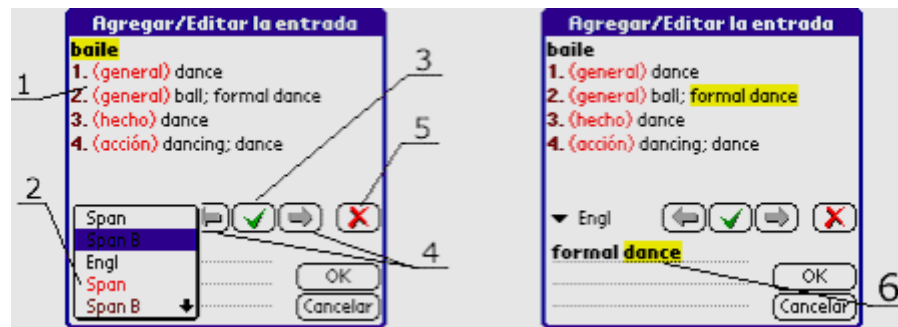 Agregar/Editar la entrada
baile
1. (general) dance
2. (general) ball; formal dance
3. (hecho) dance
4. (acción) dancing; dance
Span
Span B
Engl
Span
Span B
OK
Cancelar
1
2
3
5
4
Agregar/Editar la entrada
baile
1. (general) dance
2. (general) ball; formal dance
3. (hecho) dance
4. (acción) dancing; dance
Engl
formal dance
OK
Cancelar
6